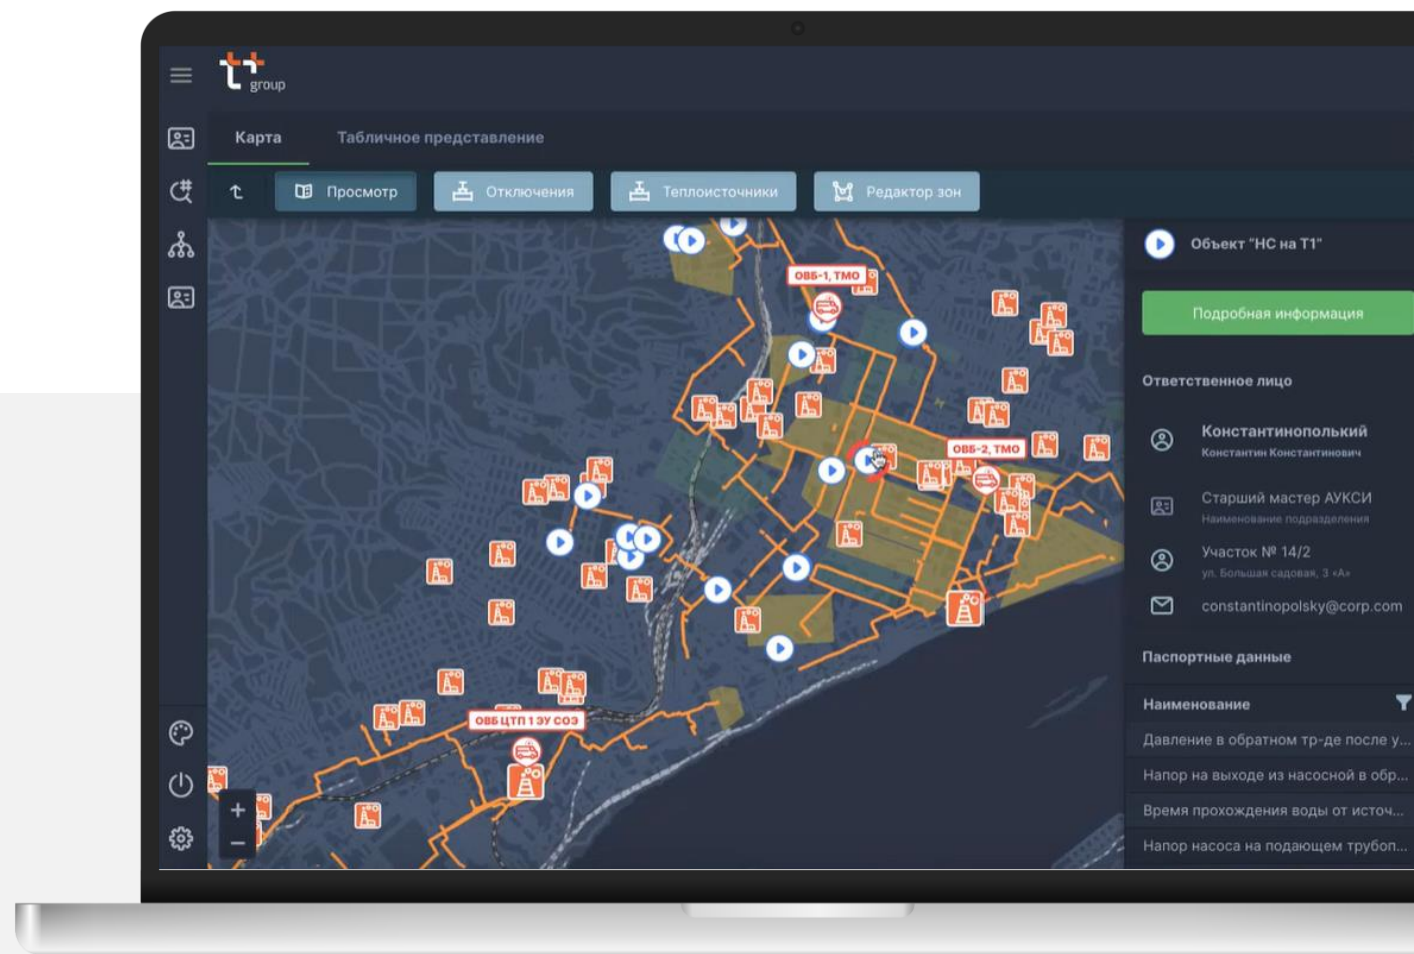 t+
group
Карта
Табличное представление
Просмотр
Отключения
Теплоисточники
Редактор зон
ОВБ-1, ТМО
ОВБ-2, ТМО
ОВБ ЦТП 1 ЭУ СОЭ
+
−
Объект "НС на Т1"
Подробная информация
Ответственное лицо
Константинополький
Константин Константинович
Старший мастер АУКСИ
Наименование подразделения
Участок № 14/2
ул. Большая садовая, 3 «А»
constantinopolsky@corp.com
Паспортные данные
Наименование
Давление в обратном тр-де после у...
Напор на выходе из насосной в обр...
Время прохождения воды от источ...
Напор насоса на подающем трубоп...